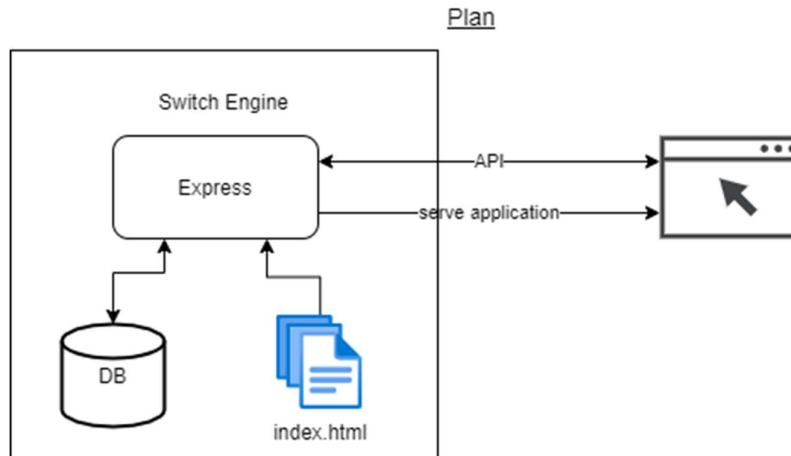 Plan
Switch Engine
Express
API
serve application
DB
index.html